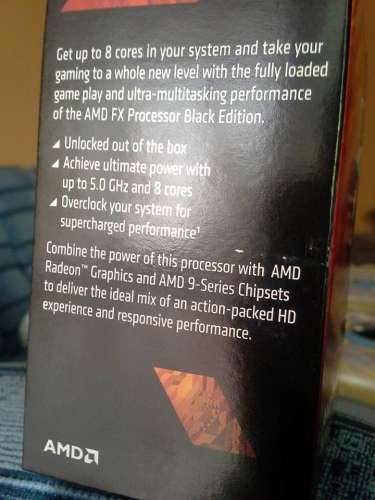 Get up to 8 cores in your system and take your
gaming to a whole new level with the fully loaded
game play and ultra-multitasking performance
of the AMD FX Processor Black Edition.
Unlocked out of the box
Achieve ultimate power with
up to 5.0 GHz and 8 cores
Overclock your system for
supercharged performance¹
Combine the power of this processor with AMD
Radeon™ Graphics and AMD 9-Series Chipsets
to deliver the ideal mix of an action-packed HD
experience and responsive performance.
AMD